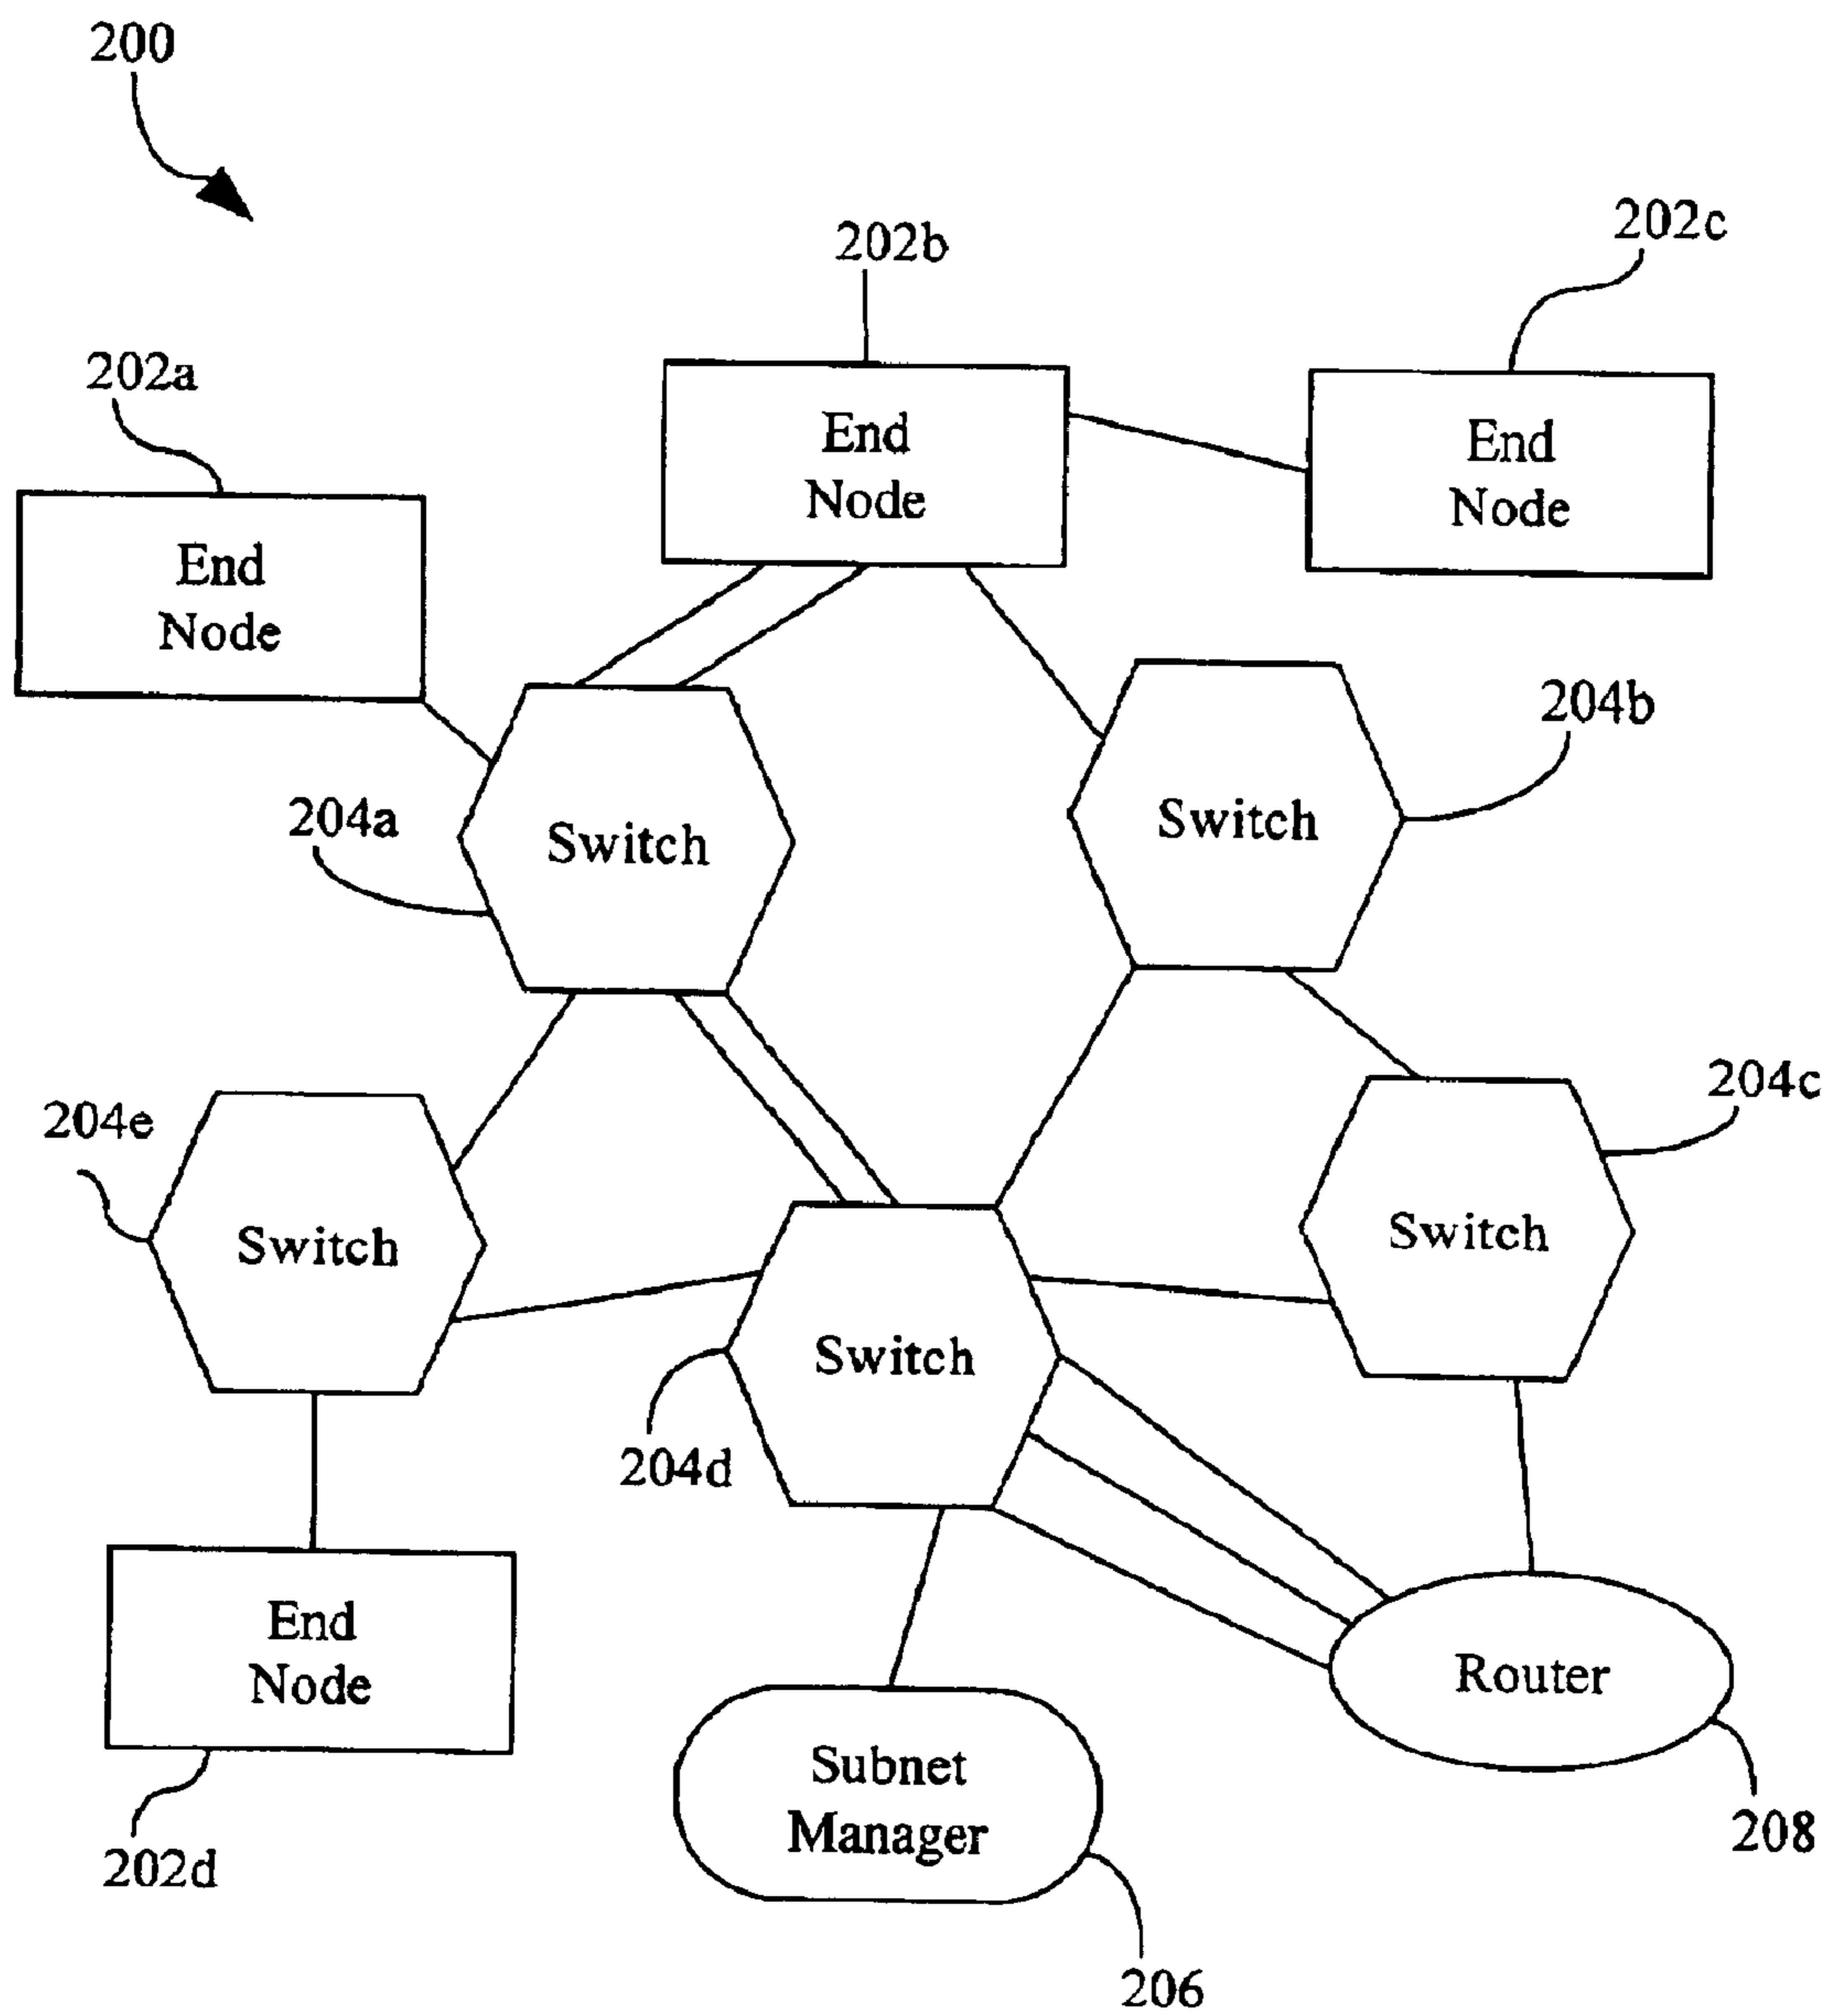 200
202b
202c
202a
End
Node
End
Node
End
Node
204b
204a
Switch
Switch
204c
204e
Switch
Switch
Switch
204d
End
Node
Router
Subnet
Manager
208
202d
206